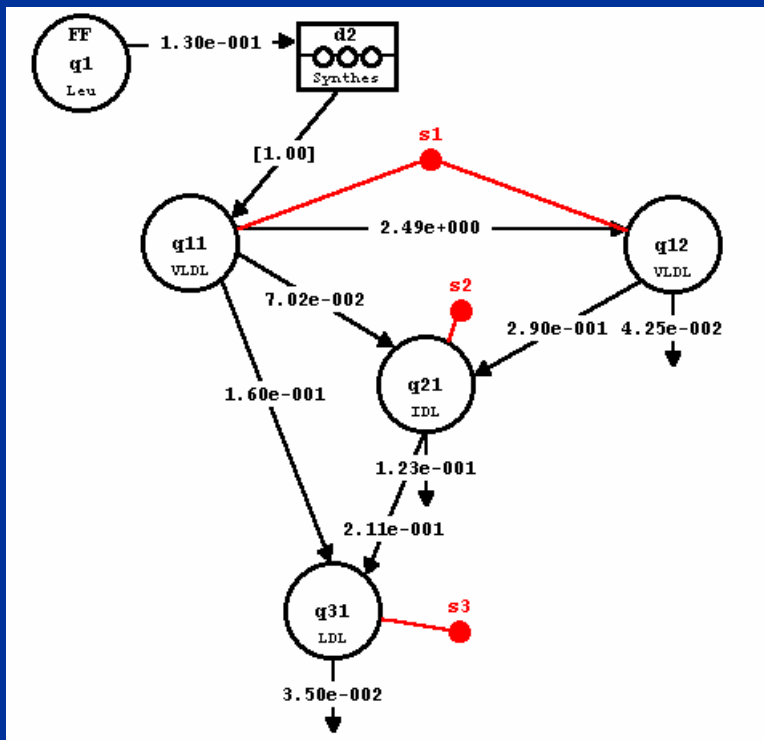 FF
q1
Leu
1.30e-001
d2
Synthes
[1.00]
s1
q11
VLDL
2.49e+000
q12
VLDL
7.02e-002
s2
2.90e-001
4.25e-002
q21
IDL
1.60e-001
1.23e-001
2.11e-001
q31
LDL
s3
3.50e-002